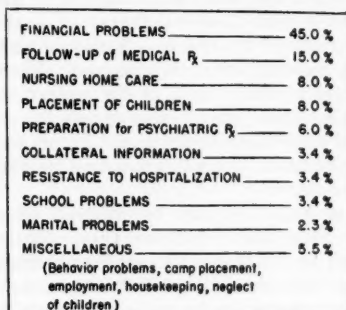 FINANCIAL PROBLEMS 45.0 %
FOLLOW-UP of MEDICAL ℞ 15.0 %
NURSING HOME CARE 8.0 %
PLACEMENT OF CHILDREN 8.0 %
PREPARATION for PSYCHIATRIC ℞ 6.0 %
COLLATERAL INFORMATION 3.4 %
RESISTANCE TO HOSPITALIZATION 3.4 %
SCHOOL PROBLEMS 3.4 %
MARITAL PROBLEMS 2.3 %
MISCELLANEOUS 5.5 %
(Behavior problems, camp placement,
employment, housekeeping, neglect
of children)